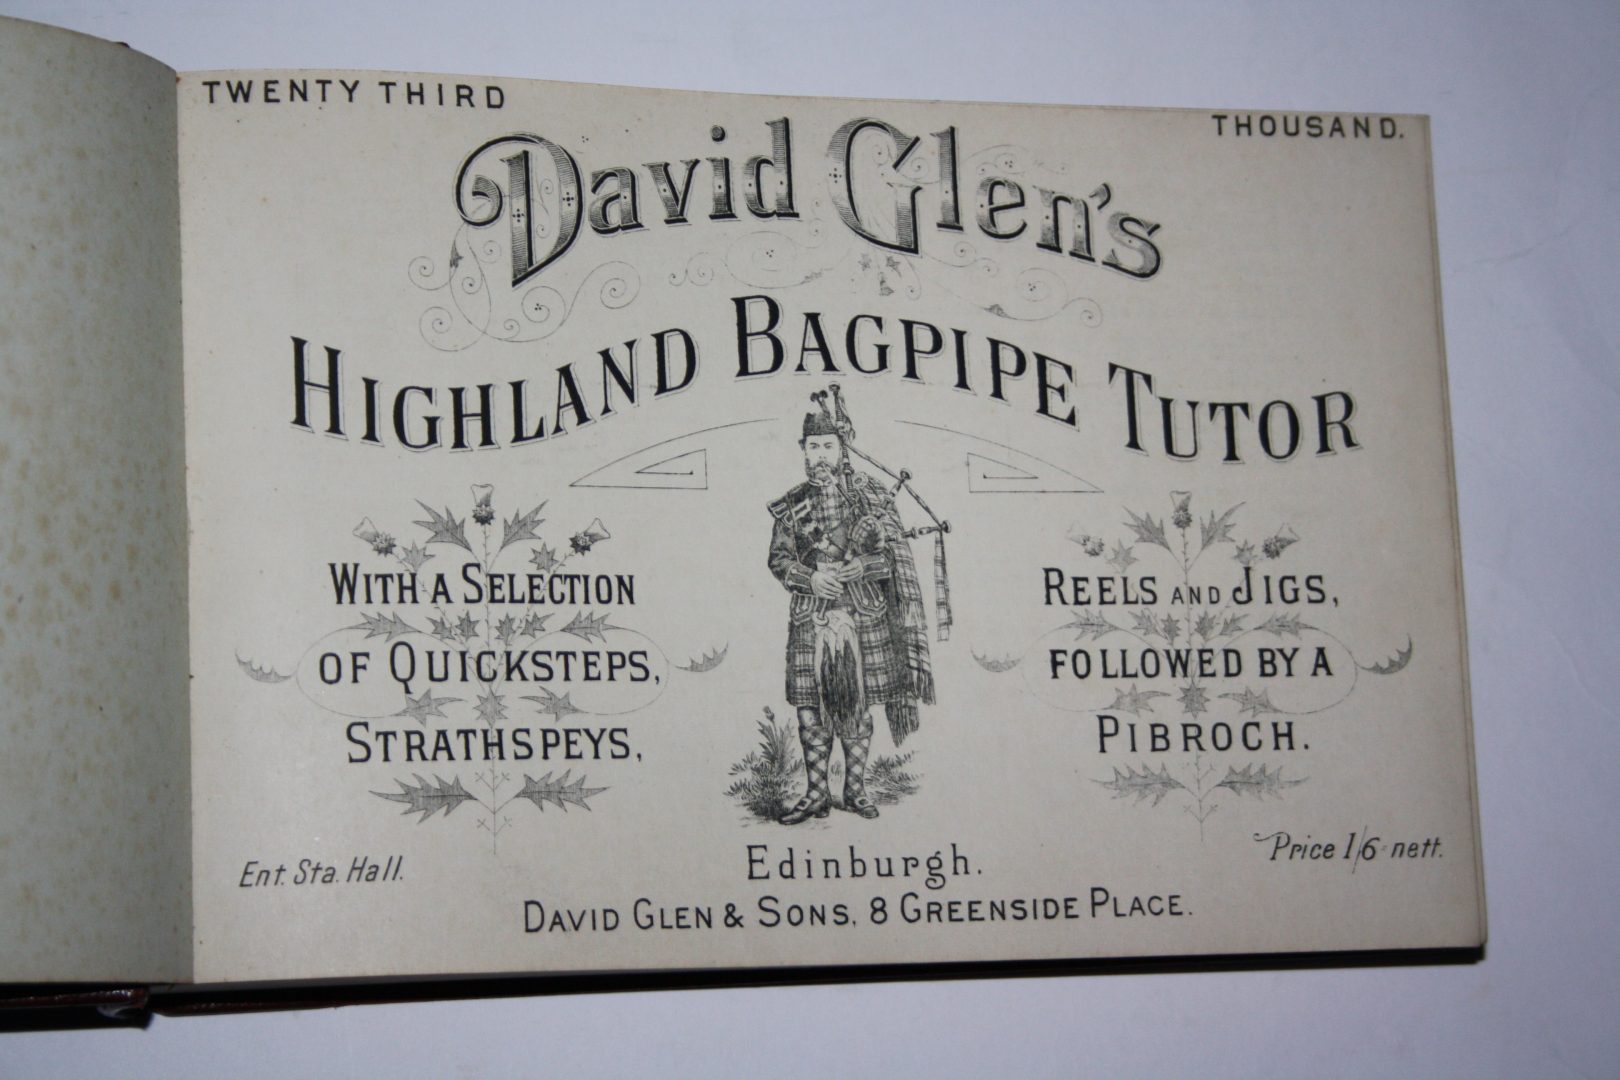 TWENTY THIRD THOUSAND.
David Glen's
HIGHLAND BAGPIPE TUTOR
WITH A SELECTION
OF QUICKSTEPS,
STRATHSPEYS,
REELS AND JIGS,
FOLLOWED BY A
PIBROCH.
Ent. Sta. Hall.
Price 1/6 nett.
Edinburgh.
DAVID GLEN & SONS, 8 GREENSIDE PLACE.